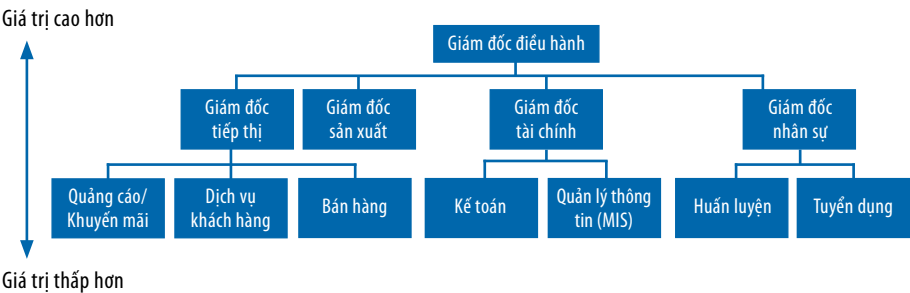 Giá trị cao hơn
Giám đốc điều hành
Giám đốc
tiếp thị
Giám đốc
sản xuất
Giám đốc
tài chính
Giám đốc
nhân sự
Quảng cáo/
Khuyến mãi
Dịch vụ
khách hàng
Bán hàng
Kế toán
Quản lý thông
tin (MIS)
Huấn luyện
Tuyển dụng
Giá trị thấp hơn